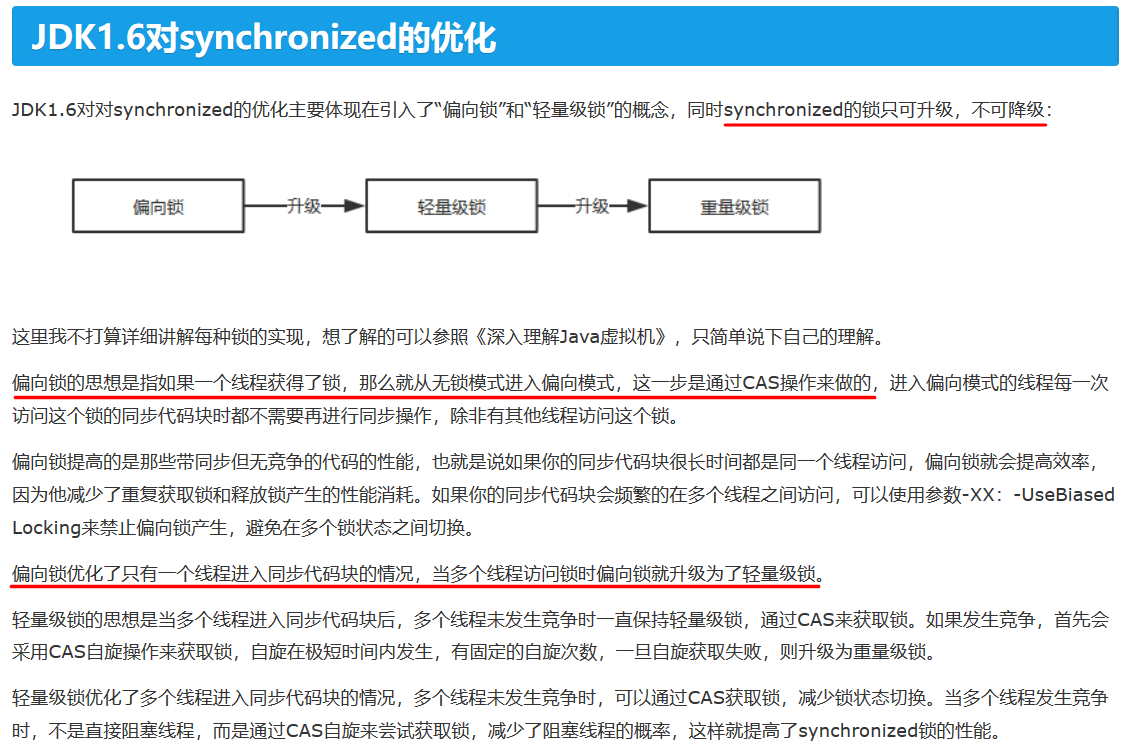 JDK1.6对synchronized的优化
JDK1.6对对synchronized的优化主要体现在引入了“偏向锁”和“轻量级锁”的概念，同时synchronized的锁只可升级，不可降级：
偏向锁 升级 轻量级锁 升级 重量级锁
这里我不打算详细讲解每种锁的实现，想了解的可以参照《深入理解Java虚拟机》，只简单说下自己的理解。
偏向锁的思想是指如果一个线程获得了锁，那么就从无锁模式进入偏向模式，这一步是通过CAS操作来做的，进入偏向模式的线程每一次
访问这个锁的同步代码块时都不需要再进行同步操作，除非有其他线程访问这个锁。
偏向锁提高的是那些带同步但无竞争的代码的性能，也就是说如果你的同步代码块很长时间都是同一个线程访问，偏向锁就会提高效率，
因为他减少了重复获取锁和释放锁产生的性能消耗。如果你的同步代码块会频繁的在多个线程之间访问，可以使用参数-XX：-UseBiased
Locking来禁止偏向锁产生，避免在多个锁状态之间切换。
偏向锁优化了只有一个线程进入同步代码块的情况，当多个线程访问锁时偏向锁就升级为了轻量级锁。
轻量级锁的思想是当多个线程进入同步代码块后，多个线程未发生竞争时一直保持轻量级锁，通过CAS来获取锁。如果发生竞争，首先会
采用CAS自旋操作来获取锁，自旋在极短时间内发生，有固定的自旋次数，一旦自旋获取失败，则升级为重量级锁。
轻量级锁优化了多个线程进入同步代码块的情况，多个线程未发生竞争时，可以通过CAS获取锁，减少锁状态切换。当多个线程发生竞争
时，不是直接阻塞线程，而是通过CAS自旋来尝试获取锁，减少了阻塞线程的概率，这样就提高了synchronized锁的性能。